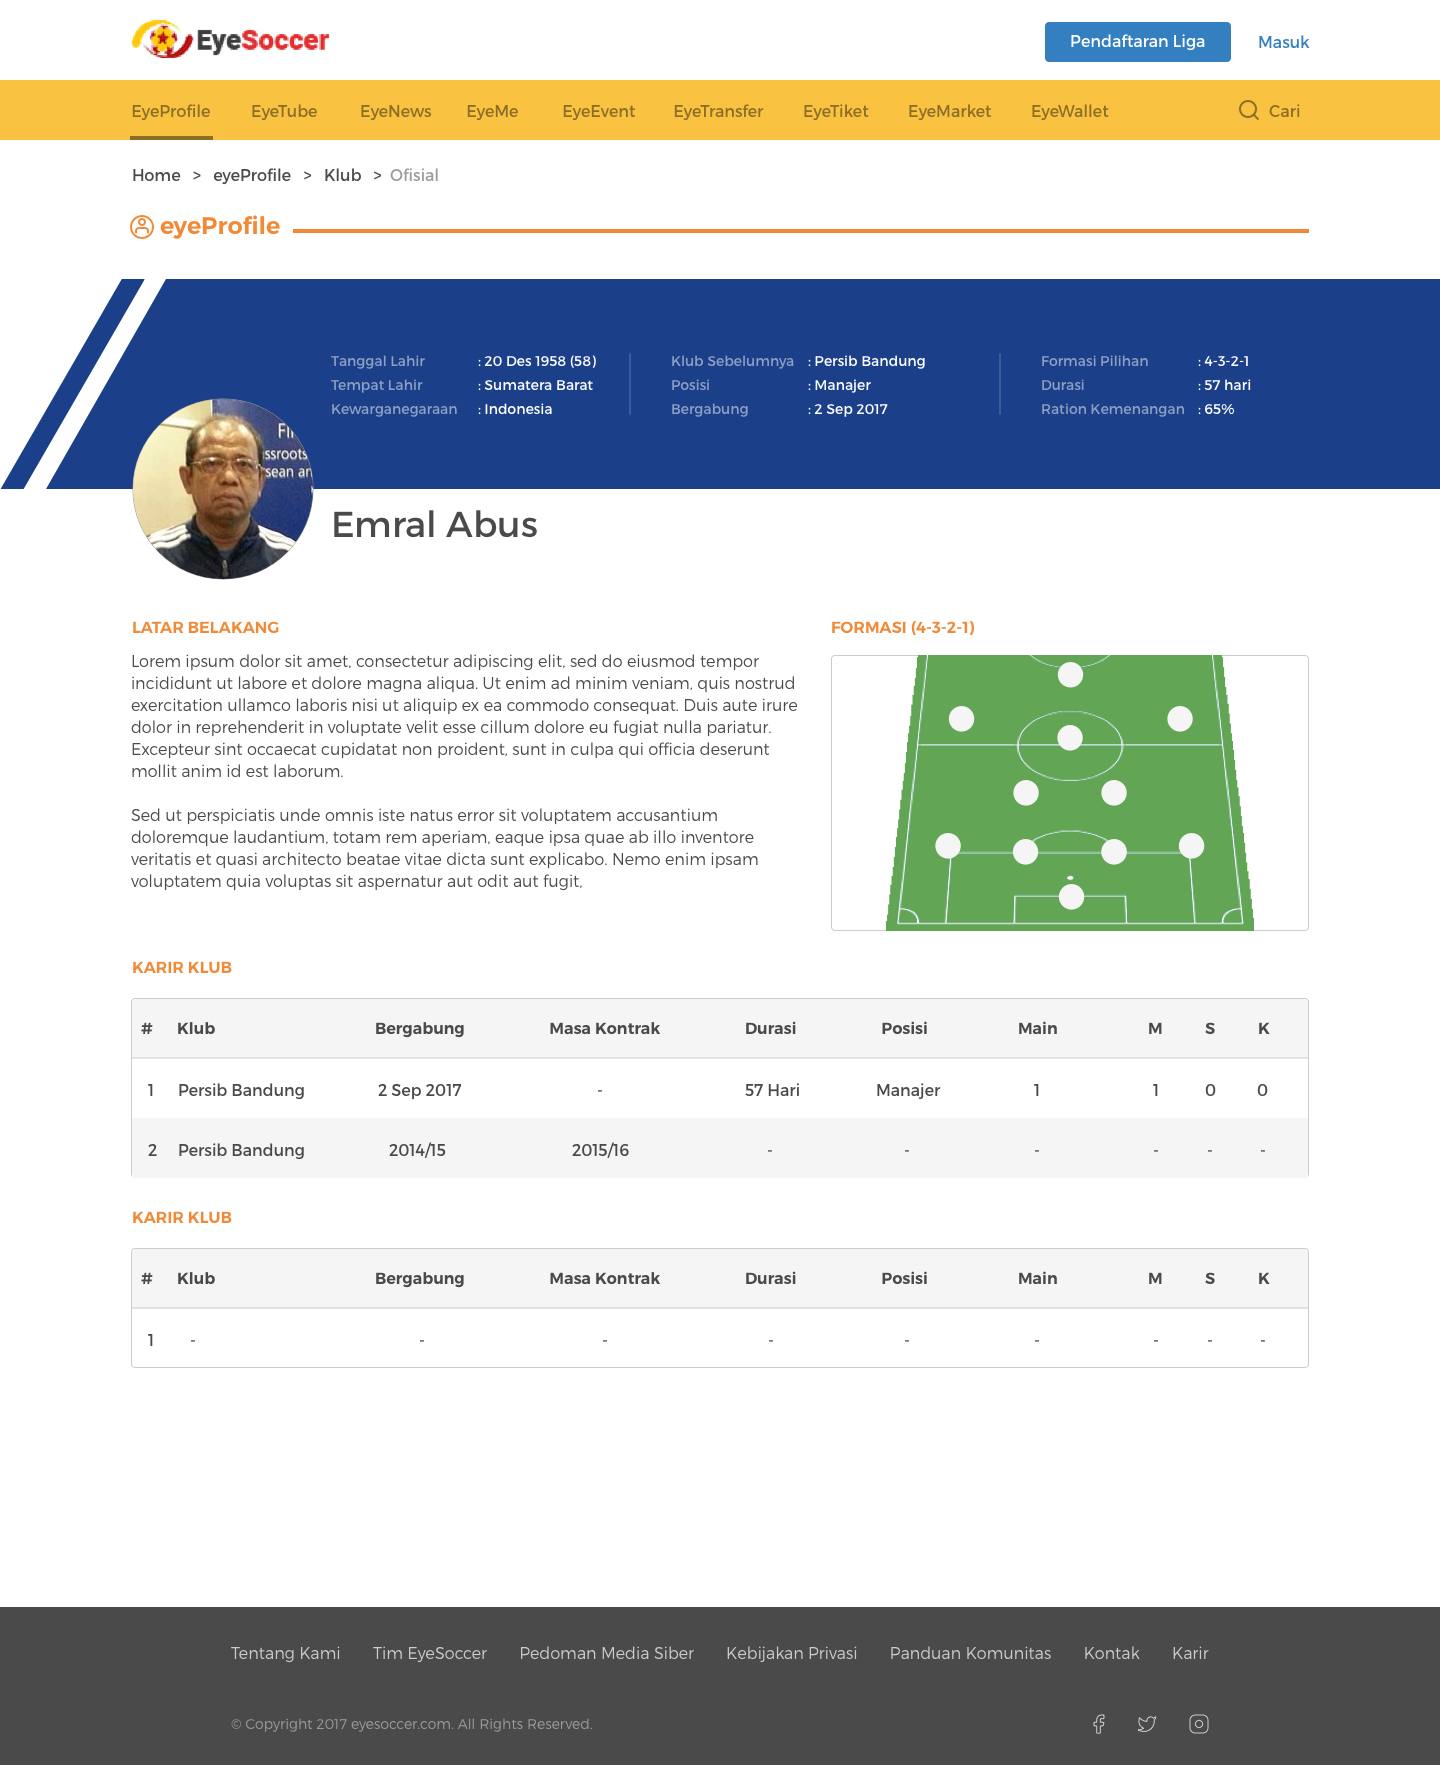 EyeSoccer
Pendaftaran Liga Masuk
EyeProfile EyeTube EyeNews EyeMe EyeEvent EyeTransfer EyeTiket EyeMarket EyeWallet Cari
Home > eyeProfile > Klub > Ofisial
eyeProfile
Tanggal Lahir : 20 Des 1958 (58) Klub Sebelumnya : Persib Bandung Formasi Pilihan : 4-3-2-1
Tempat Lahir : Sumatera Barat Posisi : Manajer Durasi : 57 hari
Kewarganegaraan : Indonesia Bergabung : 2 Sep 2017 Ration Kemenangan : 65%
Emral Abus
LATAR BELAKANG
Lorem ipsum dolor sit amet, consectetur adipiscing elit, sed do eiusmod tempor
incididunt ut labore et dolore magna aliqua. Ut enim ad minim veniam, quis nostrud
exercitation ullamco laboris nisi ut aliquip ex ea commodo consequat. Duis aute irure
dolor in reprehenderit in voluptate velit esse cillum dolore eu fugiat nulla pariatur.
Excepteur sint occaecat cupidatat non proident, sunt in culpa qui officia deserunt
mollit anim id est laborum.
Sed ut perspiciatis unde omnis iste natus error sit voluptatem accusantium
doloremque laudantium, totam rem aperiam, eaque ipsa quae ab illo inventore
veritatis et quasi architecto beatae vitae dicta sunt explicabo. Nemo enim ipsam
voluptatem quia voluptas sit aspernatur aut odit aut fugit,
FORMASI (4-3-2-1)
KARIR KLUB
# Klub Bergabung Masa Kontrak Durasi Posisi Main M S K
1 Persib Bandung 2 Sep 2017 - 57 Hari Manajer 1 1 0 0
2 Persib Bandung 2014/15 2015/16 - - - - - -
KARIR KLUB
# Klub Bergabung Masa Kontrak Durasi Posisi Main M S K
1 - - - - - - - - -
Tentang Kami Tim EyeSoccer Pedoman Media Siber Kebijakan Privasi Panduan Komunitas Kontak Karir
© Copyright 2017 eyesoccer.com. All Rights Reserved.